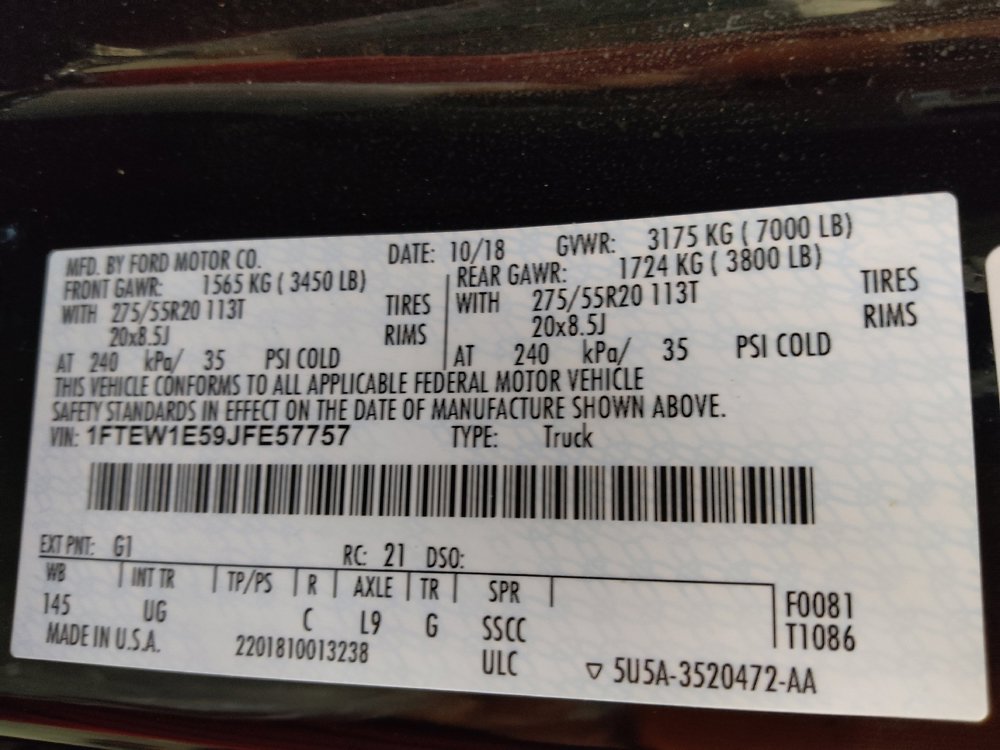 MFD. BY FORD MOTOR CO. DATE: 10/18 GVWR: 3175 KG ( 7000 LB)
FRONT GAWR: 1565 KG ( 3450 LB) REAR GAWR: 1724 KG ( 3800 LB)
WITH 275/55R20 113T TIRES WITH 275/55R20 113T TIRES
20x8.5J RIMS 20x8.5J RIMS
AT 240 kPa/ 35 PSI COLD AT 240 kPa/ 35 PSI COLD
THIS VEHICLE CONFORMS TO ALL APPLICABLE FEDERAL MOTOR VEHICLE
SAFETY STANDARDS IN EFFECT ON THE DATE OF MANUFACTURE SHOWN ABOVE.
VIN: 1FTEW1E59JFE57757 TYPE: Truck
EXT PNT: G1 RC: 21 DSO:
WB INT TR TP/PS R AXLE TR SPR
145 UG C L9 G SSCC F0081
ULC T1086
MADE IN U.S.A. 2201810013238 ▽ 5U5A-3520472-AA